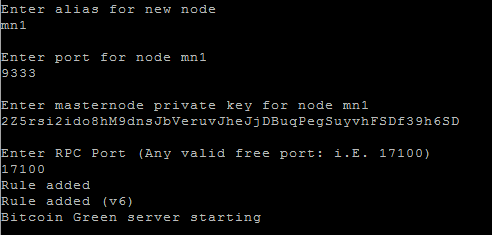 Enter alias for new node
mn1
Enter port for node mn1
9333
Enter masternode private key for node mn1
2Z5rsi2ido8hM9dnsJbVeruvJheJjDBuqPegSuyvhFSDf39h6SD
Enter RPC Port (Any valid free port: i.E. 17100)
17100
Rule added
Rule added (v6)
Bitcoin Green server starting